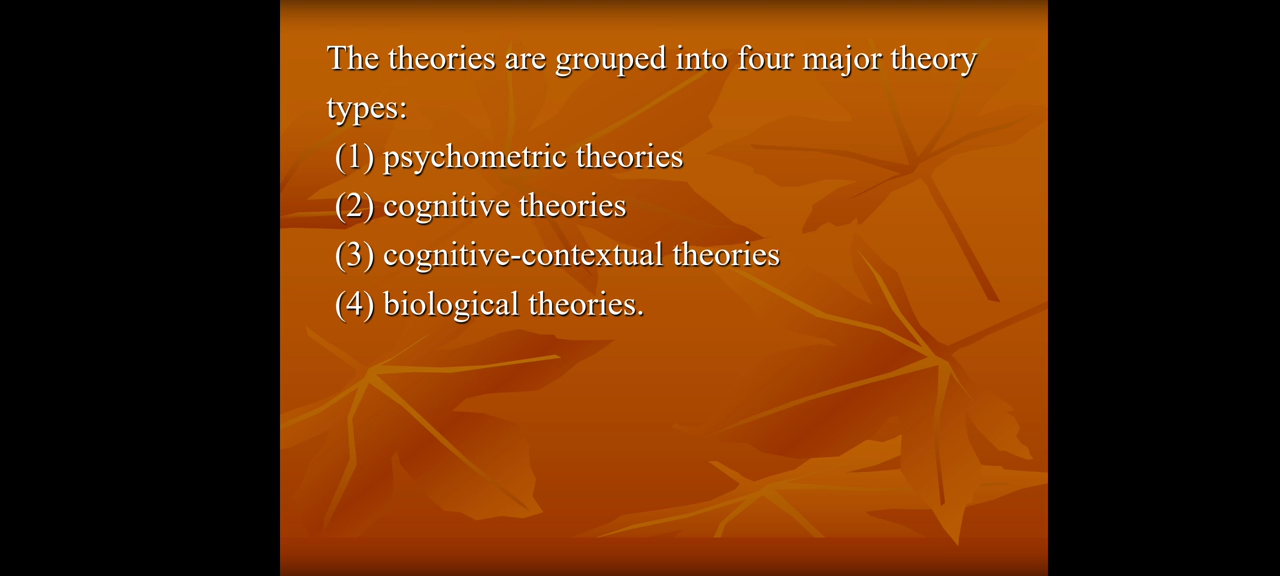 The theories are grouped into four major theory
types:
(1) psychometric theories
(2) cognitive theories
(3) cognitive-contextual theories
(4) biological theories.